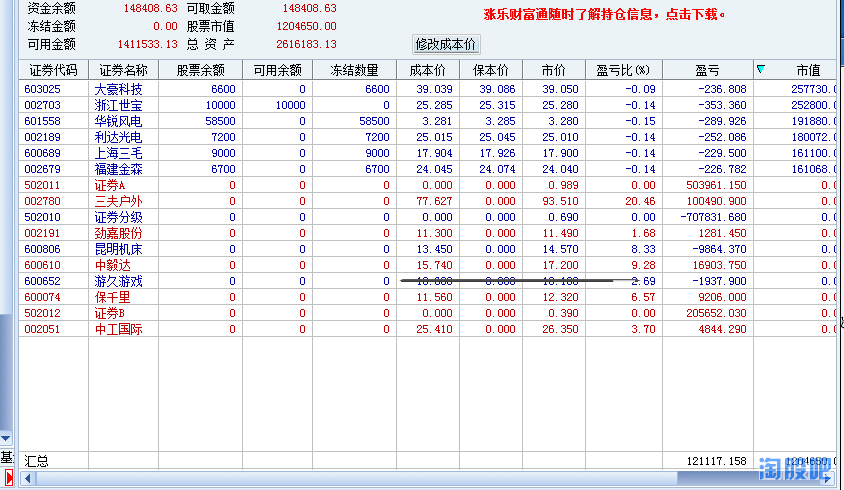 资金余额 148408.63 可取金额 148408.63
涨乐财富通随时了解持仓信息，点击下载。
冻结金额 0.00 股票市值 1204650.00
可用金额 1411533.13 总 资 产 2616183.13 修改成本价
证券代码 证券名称 股票余额 可用余额 冻结数量 成本价 保本价 市价 盈亏比(%) 盈亏 市值
603025 大豪科技 6600 0 6600 39.039 39.086 39.050 -0.09 -236.808 257730.0
002703 浙江世宝 10000 10000 0 25.285 25.315 25.280 -0.14 -353.360 252800.0
601558 华锐风电 58500 0 58500 3.281 3.285 3.280 -0.15 -289.926 191880.0
002189 利达光电 7200 0 7200 25.015 25.045 25.010 -0.14 -252.086 180072.0
600689 上海三毛 9000 0 9000 17.904 17.926 17.900 -0.14 -229.500 161100.0
002679 福建金森 6700 0 6700 24.045 24.074 24.040 -0.14 -226.782 161068.0
502011 证券A 0 0 0 0.000 0.000 0.989 0.00 503961.150 0.0
002780 三夫户外 0 0 0 77.627 0.000 93.510 20.46 100490.900 0.0
502010 证券分级 0 0 0 0.000 0.000 0.690 0.00 -707831.680 0.0
002191 劲嘉股份 0 0 0 11.300 0.000 11.490 1.68 1281.450 0.0
600806 昆明机床 0 0 0 13.450 0.000 14.570 8.33 -9864.370 0.0
600610 中毅达 0 0 0 15.740 0.000 17.200 9.28 16903.750 0.0
600652 游久游戏 0 0 0 0.000 2.69 -1937.900 0.0
600074 保千里 0 0 0 11.560 0.000 12.320 6.57 9206.000 0.0
502012 证券B 0 0 0 0.000 0.000 0.390 0.00 205652.030 0.0
002051 中工国际 0 0 0 25.410 0.000 26.350 3.70 4844.290 0.0
基 汇总 121117.158 1204650.0
淘股吧